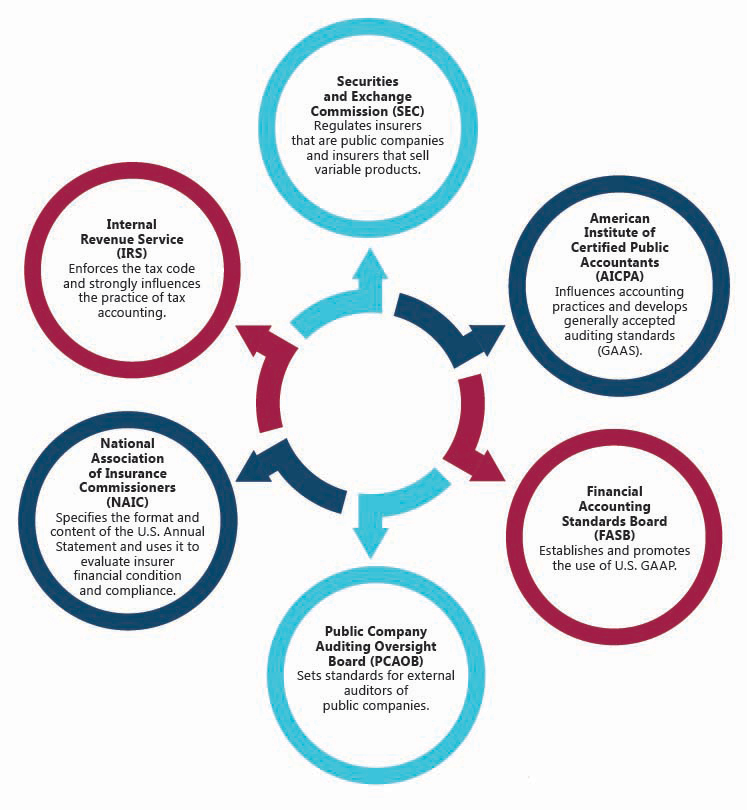 Securities
and Exchange
Commission (SEC)
Regulates insurers
that are public companies
and insurers that sell
variable products.
American
Institute of
Certified Public
Accountants
(AICPA)
Influences accounting
practices and develops
generally accepted
auditing standards
(GAAS).
Financial
Accounting
Standards Board
(FASB)
Establishes and promotes
the use of U.S. GAAP.
Public Company
Auditing Oversight
Board (PCAOB)
Sets standards for external
auditors of
public companies.
National
Association
of Insurance
Commissioners
(NAIC)
Specifies the format and
content of the U.S. Annual
Statement and uses it to
evaluate insurer
financial condition
and compliance.
Internal
Revenue Service
(IRS)
Enforces the tax code
and strongly influences
the practice of tax
accounting.